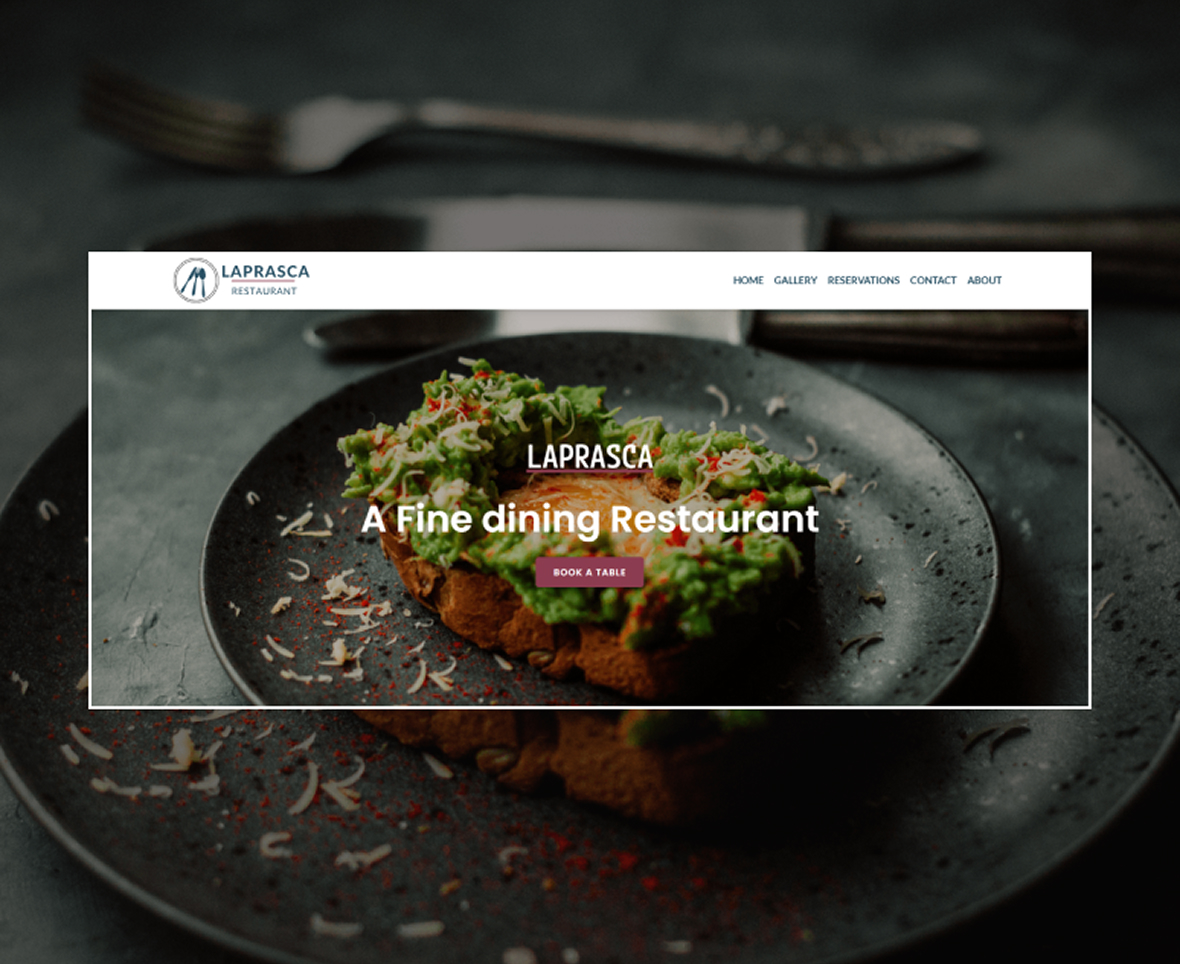 LAPRASCA
RESTAURANT
HOME GALLERY RESERVATIONS CONTACT ABOUT
LAPRASCA
A Fine dining Restaurant
BOOK A TABLE